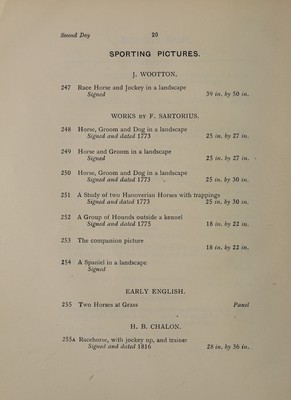 Second Day 20
SPORTING PICTURES.
J. WOOTTON.
247 Race Horse and Jockey in a landscape
Signed 39 in. by 50 in.
WORKS BY F. SARTORIUS.
248 Horse, Groom and Dog in a landscape
Signed and dated 1773 25 in. by 27 in.
249 Horse and Groom in a landscape
Signed 25 in. by 27 in.
250 Horse, Groom and Dog in a landscape
Signed and dated 1773 25 in. by 30 in.
251 A Study of two Hanoverian Horses with trappings
Signed and dated 1773 25 in. by 30 in.
252 A Group of Hounds outside a kennel
Signed and dated 1775 18 in. by 22 in.
253 The companion picture
18 in. by 22 in.
254 A Spaniel in a landscape
Signed
EARLY ENGLISH.
255 Two Horses at Grass Panel
H. B. CHALON.
255A Racehorse, with jockey up, and trainer
Signed and dated 1816 28 in. by 36 in.